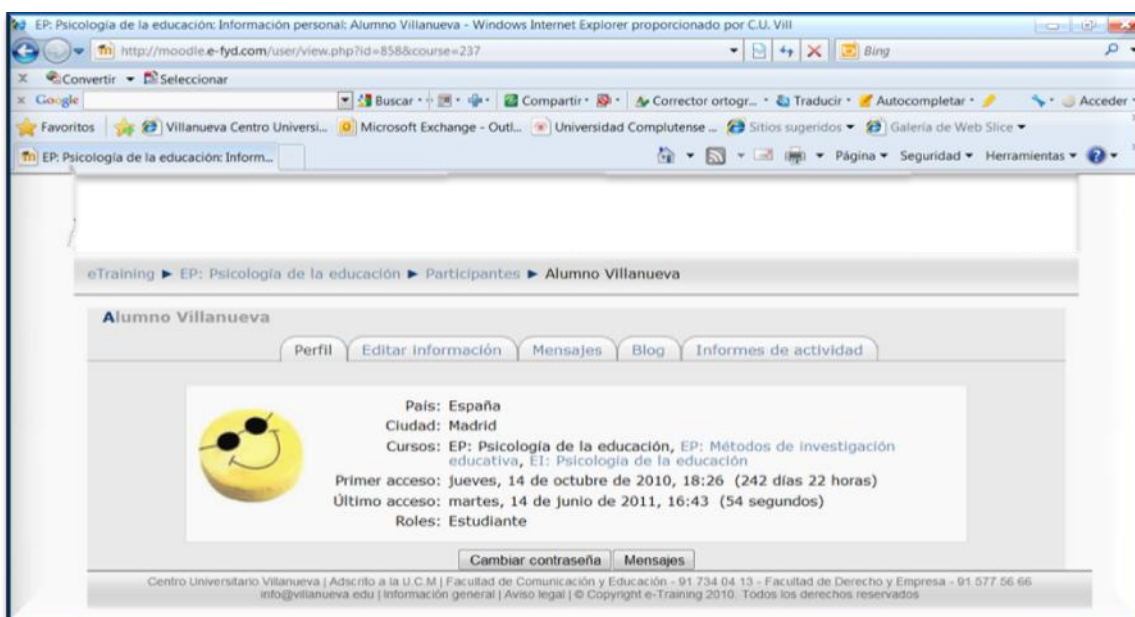 EP: Psicología de la educación: Información personal: Alumno Villanueva - Windows Internet Explorer proporcionado por C.U. Vill
http://moodle.e-fyd.com/user/view.php?id=858&course=237 Bing
x Convertir Seleccionar
x Google Buscar Compartir Corrector ortogr... Traducir Autocompletar Acceder
Favoritos Villanueva Centro Universi... Microsoft Exchange - Outl... Universidad Complutense ... Sitios sugeridos Galería de Web Slice
EP: Psicología de la educación: Inform... Página Seguridad Herramientas
eTraining ► EP: Psicología de la educación ► Participantes ► Alumno Villanueva
Alumno Villanueva
Perfil Editar información Mensajes Blog Informes de actividad
País: España
Ciudad: Madrid
Cursos: EP: Psicología de la educación, EP: Métodos de investigación
educativa, EI: Psicología de la educación
Primer acceso: jueves, 14 de octubre de 2010, 18:26 (242 días 22 horas)
Último acceso: martes, 14 de junio de 2011, 16:43 (54 segundos)
Roles: Estudiante
Cambiar contraseña Mensajes
Centro Universitario Villanueva | Adscrito a la U.C.M | Facultad de Comunicación y Educación - 91 734 04 13 - Facultad de Derecho y Empresa - 91 577 56 66
info@villanueva.edu | Información general | Aviso legal | © Copyright e-Training 2010. Todos los derechos reservados